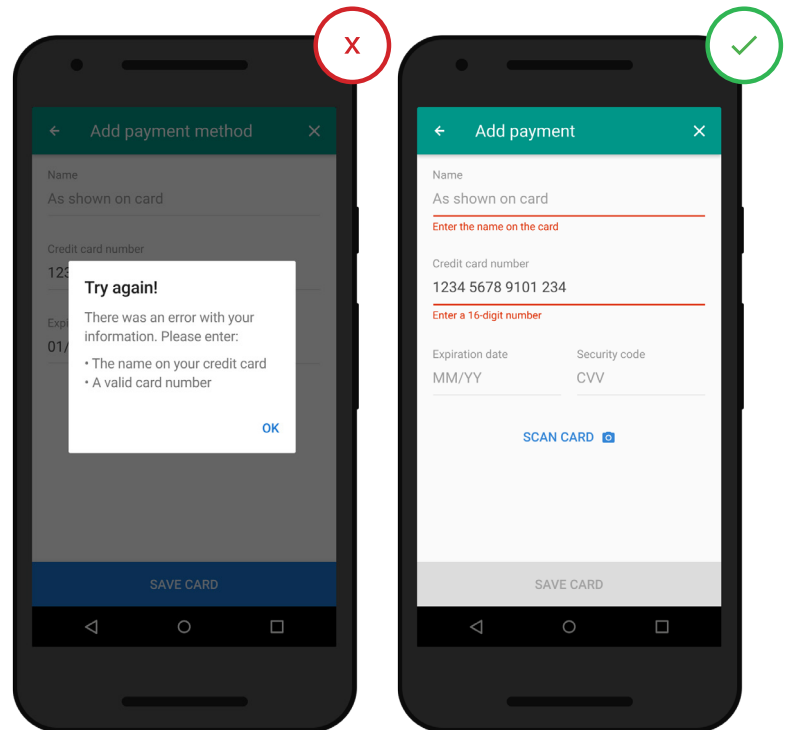 X
Add payment method
Name
As shown on card
Credit card number
123
Expi
01/
Try again!
There was an error with your
information. Please enter:
• The name on your credit card
• A valid card number
OK
SAVE CARD
Add payment
Name
As shown on card
Enter the name on the card
Credit card number
1234 5678 9101 234
Enter a 16-digit number
Expiration date Security code
MM/YY CVV
SCAN CARD
SAVE CARD